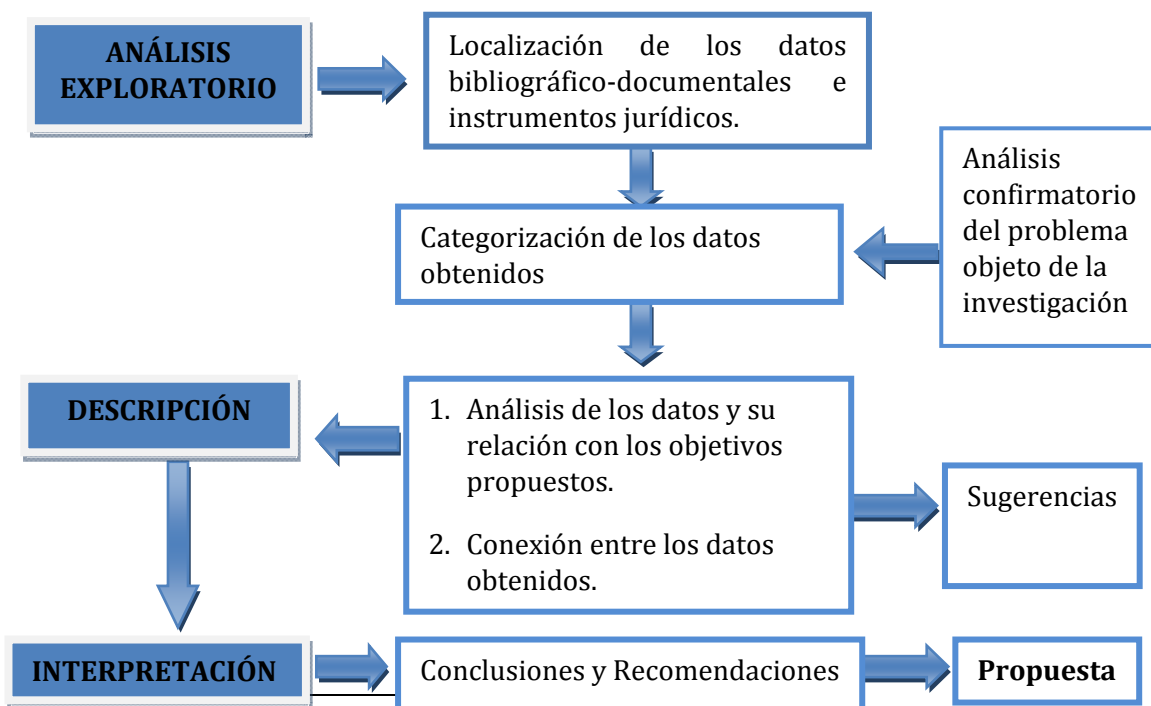 ANÁLISIS
EXPLORATORIO
Localización de los datos
bibliográfico-documentales e
instrumentos jurídicos.
Análisis
confirmatorio
del problema
objeto de la
investigación
Categorización de los datos
obtenidos
DESCRIPCIÓN
1. Análisis de los datos y su
relación con los objetivos
propuestos.
2. Conexión entre los datos
obtenidos.
Sugerencias
INTERPRETACIÓN
Conclusiones y Recomendaciones
Propuesta